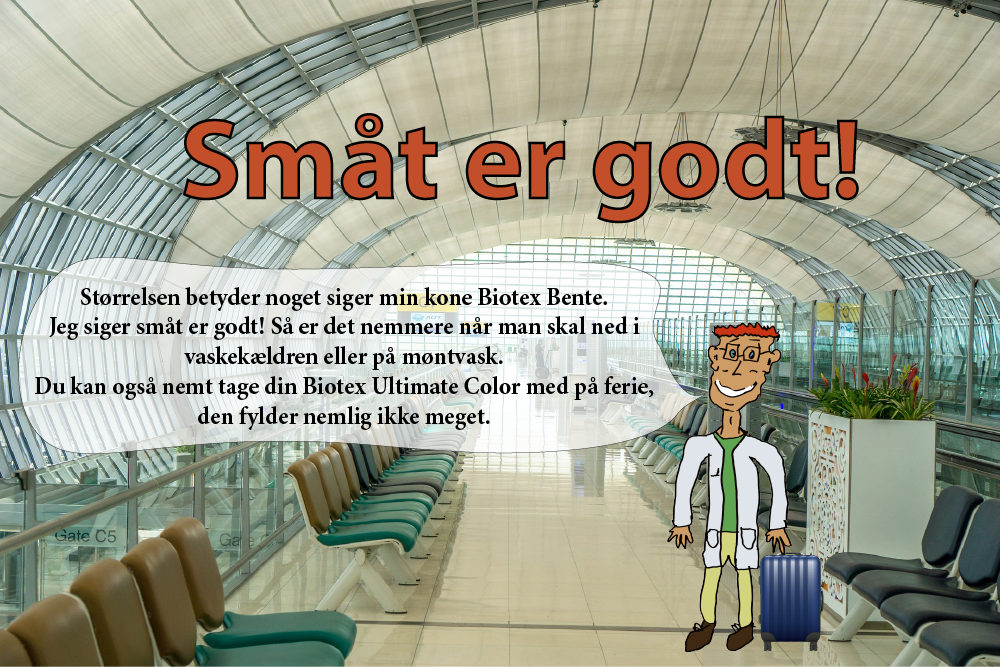 Småt er godt!
Størrelsen betyder noget siger min kone Biotex Bente.
Jeg siger småt er godt! Så er det nemmere når man skal ned i
vaskekældren eller på møntvask.
Du kan også nemt tage din Biotex Ultimate Color med på ferie,
den fylder nemlig ikke meget.
Gate C5
Gate